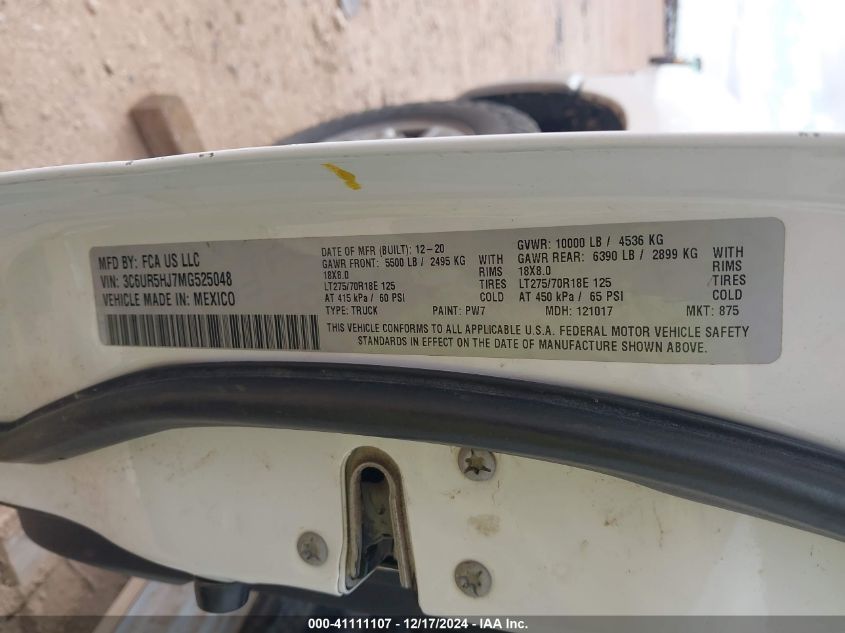 MFD BY: FCA US LLC
VIN: 3C6UR5HJ7MG525048
VEHICLE MADE IN: MEXICO
DATE OF MFR (BUILT): 12-20
GAWR FRONT: 5500 LB / 2495 KG WITH
18X8.0 RIMS
LT275/70R18E 125 TIRES
AT 415 kPa / 60 PSI COLD
TYPE: TRUCK PAINT: PW7
GVWR: 10000 LB / 4536 KG
GAWR REAR: 6390 LB / 2899 KG WITH
18X8.0 RIMS
LT275/70R18E 125 TIRES
AT 450 kPa / 65 PSI COLD
MDH: 121017 MKT: 875
THIS VEHICLE CONFORMS TO ALL APPLICABLE U.S.A. FEDERAL MOTOR VEHICLE SAFETY
STANDARDS IN EFFECT ON THE DATE OF MANUFACTURE SHOWN ABOVE.
000-41111107 - 12/17/2024 - IAA Inc.